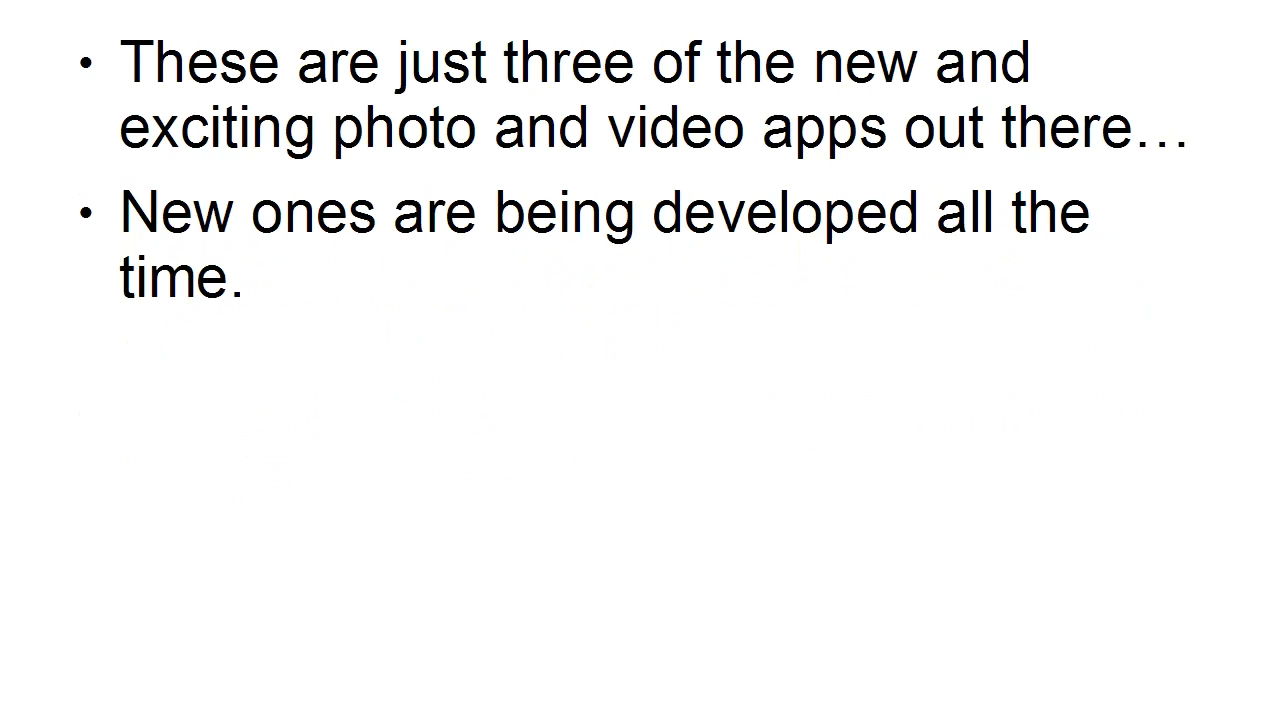 • These are just three of the new and
exciting photo and video apps out there…
• New ones are being developed all the
time.